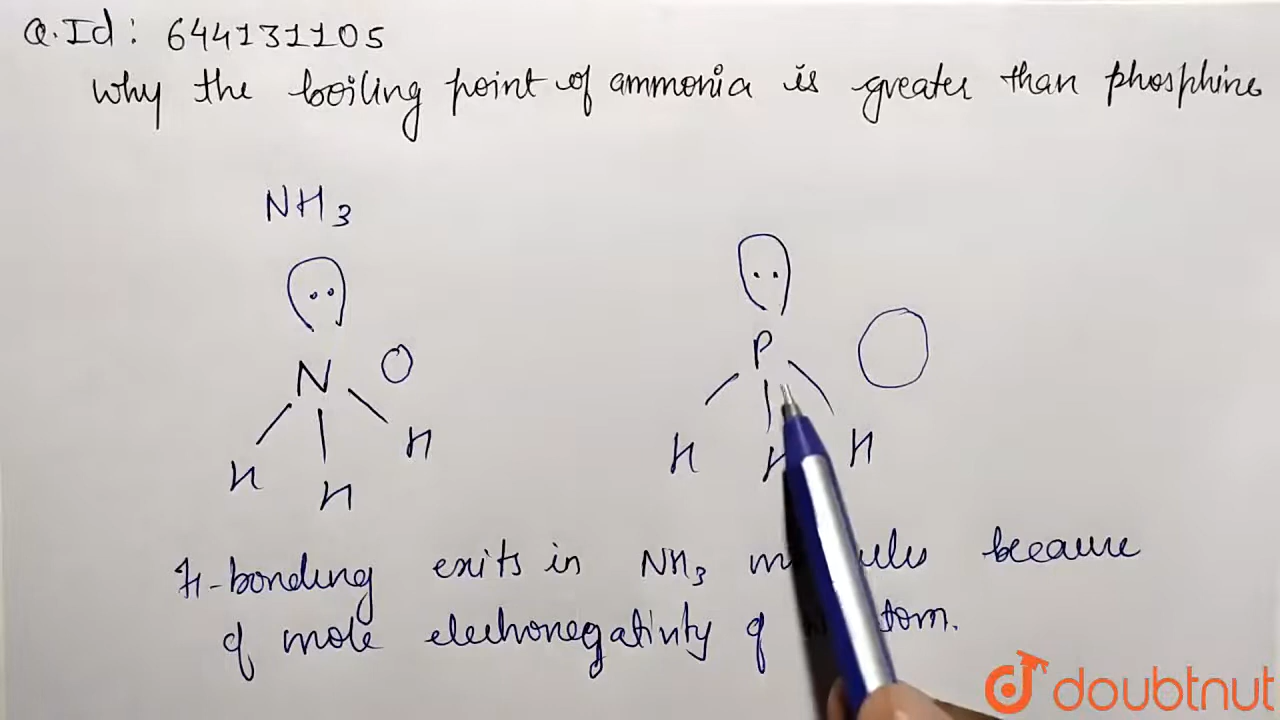 Q.Id: 644131105
why the boiling point of ammonia is greater than phosphine
NH3
N
H
H
H
P
H
H
H
H-bonding exits in NH3 because
of more electronegativity of
doubtnut